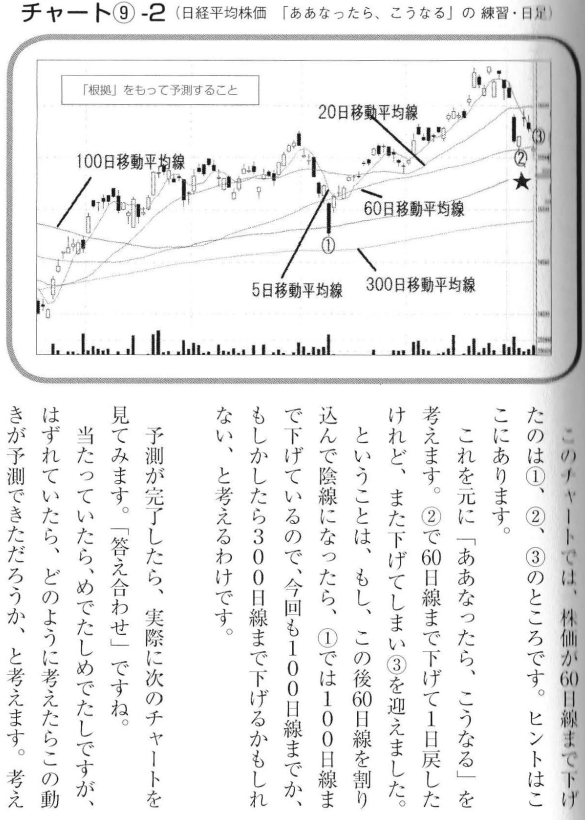 チャート⑨-2(日経平均株価 「ああなったら、こうなる」の 練習・日足)
「根拠」をもって予測すること
20日移動平均線
100日移動平均線
60日移動平均線
5日移動平均線
300日移動平均線
①
②
③
★
このチャートでは、株価が60日線まで下げ
たのは①、②、③のところです。ヒントはこ
こにあります。
これを元に「ああなったら、こうなる」を
考えます。②で60日線まで下げて1日戻した
けれど、また下げてしまい③を迎えました。
ということは、もし、この後60日線を割り
込んで陰線になったら、①では100日線ま
で下げているので、今回も100日線までか、
もしかしたら300日線まで下げるかもしれ
ない、と考えるわけです。
予測が完了したら、実際に次のチャートを
見てみます。「答え合わせ」ですね。
当たっていたら、めでたしめでたしですが、
はずれていたら、どのように考えたらこの動
きが予測できただろうか、と考えます。考え